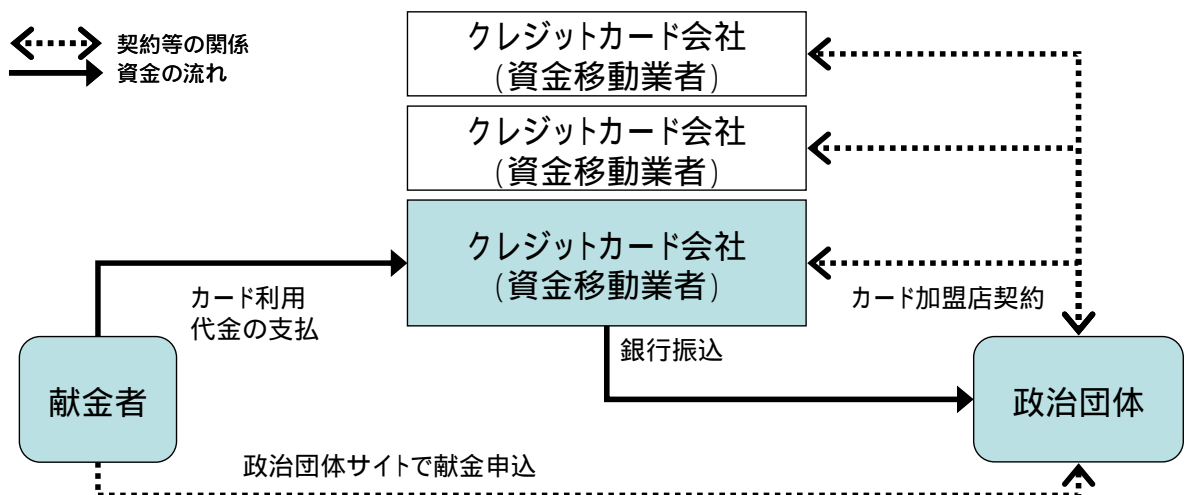 契約等の関係
資金の流れ
クレジットカード会社
(資金移動業者)
クレジットカード会社
(資金移動業者)
クレジットカード会社
(資金移動業者)
カード利用
代金の支払
カード加盟店契約
銀行振込
献金者
政治団体
政治団体サイトで献金申込